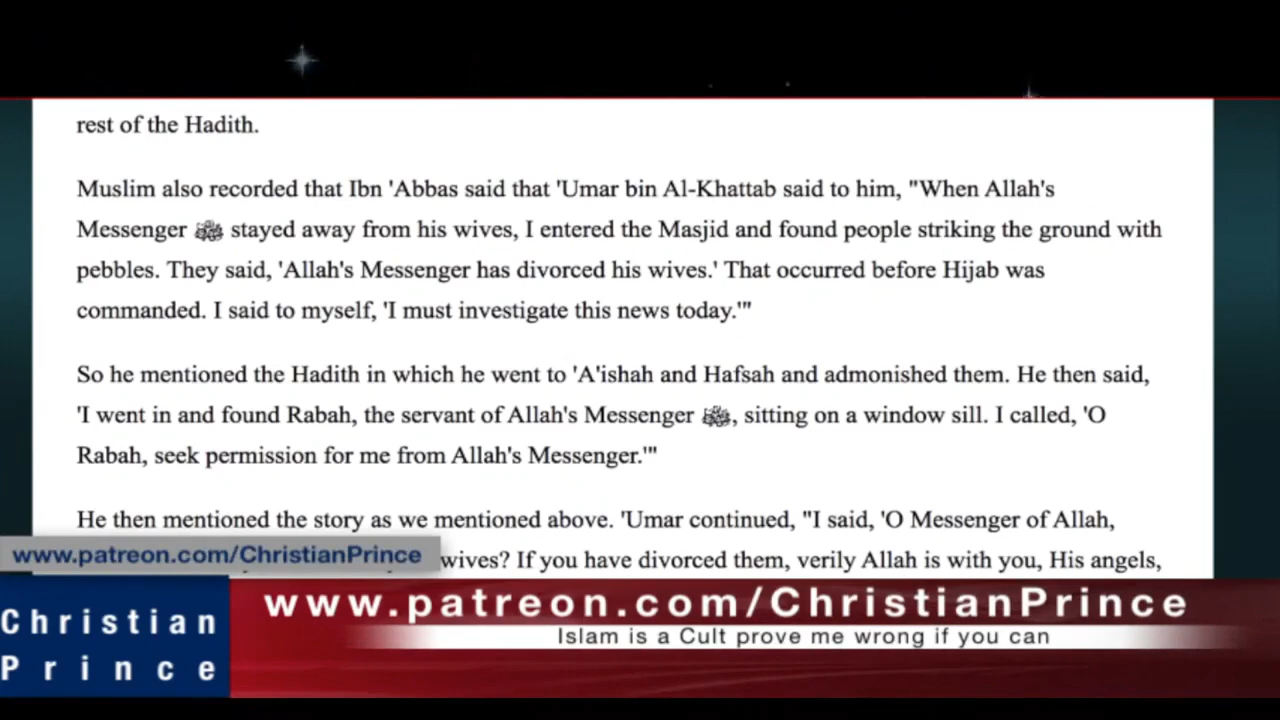 rest of the Hadith.
Muslim also recorded that Ibn 'Abbas said that 'Umar bin Al-Khattab said to him, "When Allah's
Messenger ﷺ stayed away from his wives, I entered the Masjid and found people striking the ground with
pebbles. They said, 'Allah's Messenger has divorced his wives.' That occurred before Hijab was
commanded. I said to myself, 'I must investigate this news today.'"
So he mentioned the Hadith in which he went to 'A'ishah and Hafsah and admonished them. He then said,
'I went in and found Rabah, the servant of Allah's Messenger ﷺ, sitting on a window sill. I called, 'O
Rabah, seek permission for me from Allah's Messenger.'"
He then mentioned the story as we mentioned above. 'Umar continued, "I said, 'O Messenger of Allah,
wives? If you have divorced them, verily Allah is with you, His angels,
www.patreon.com/ChristianPrince
Christian
Prince
www.patreon.com/ChristianPrince
Islam is a Cult prove me wrong if you can